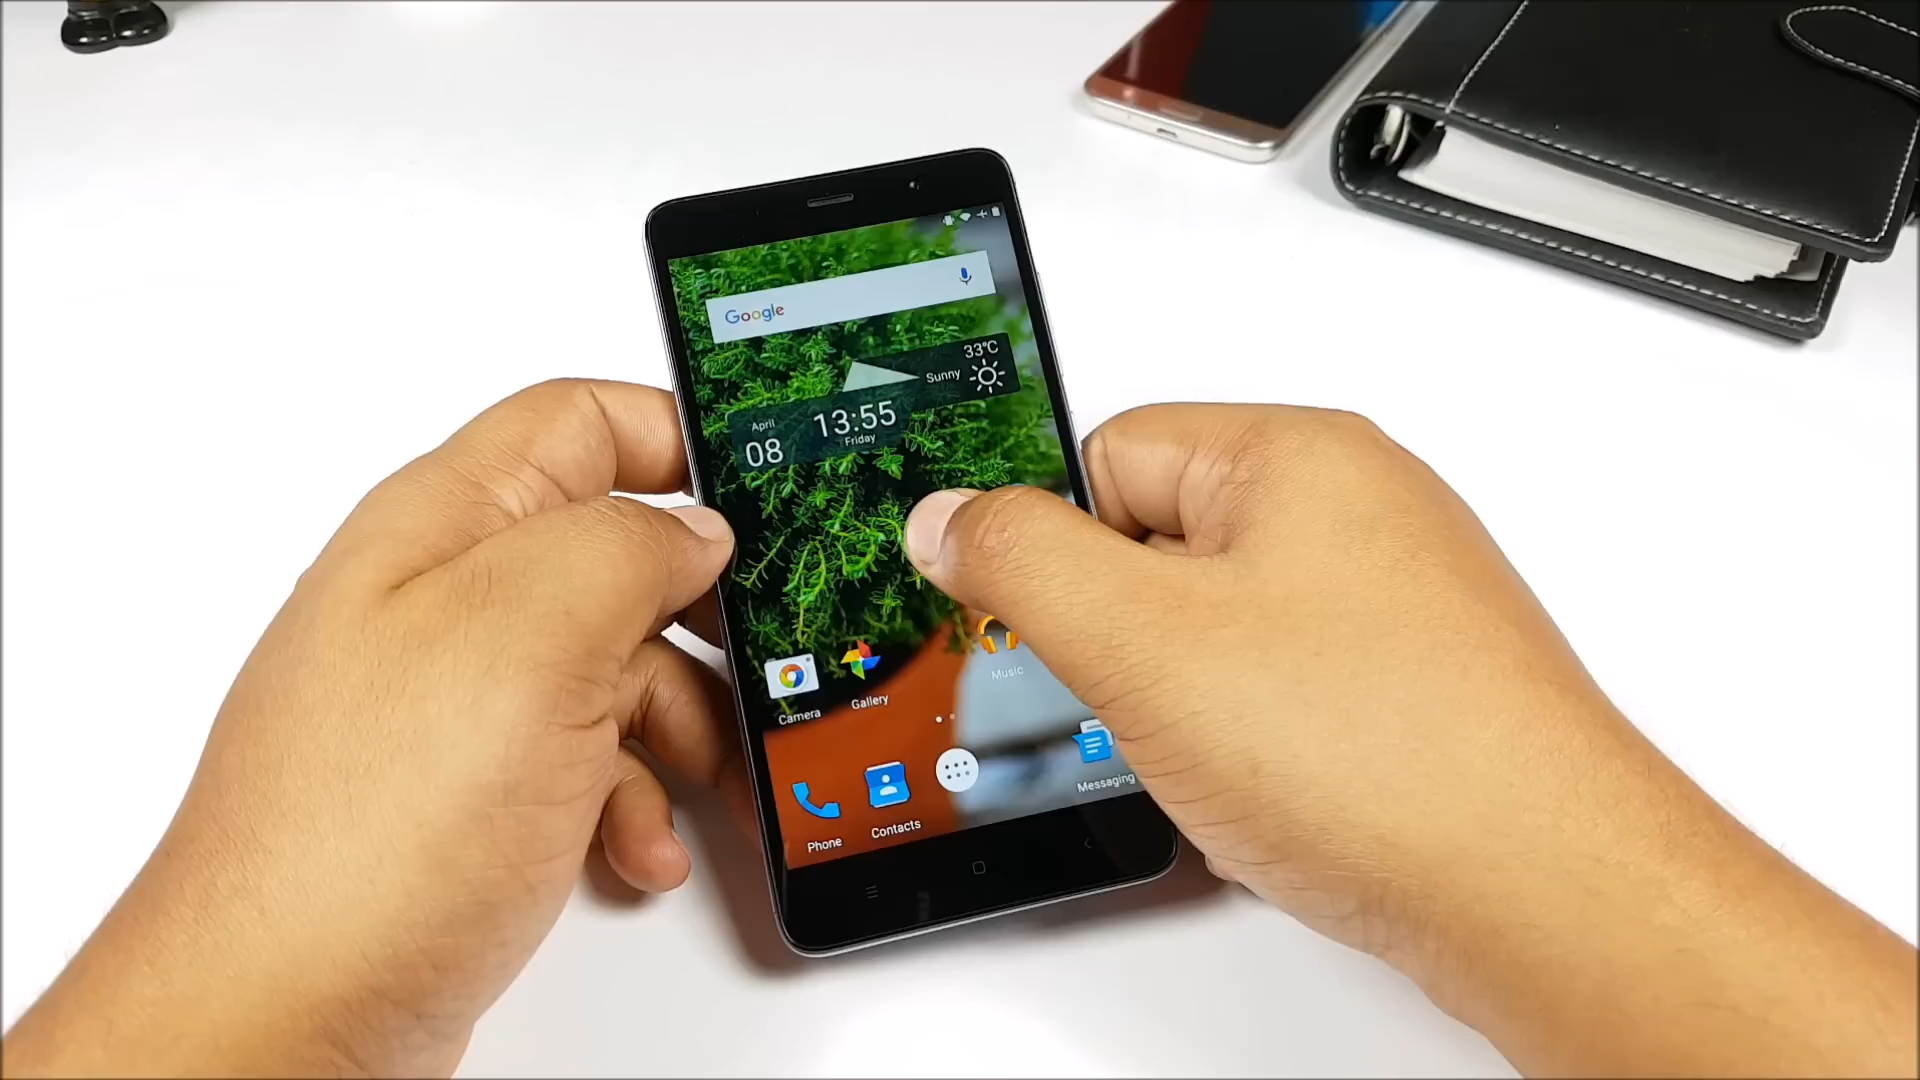 Google
33°C
Sunny
April
08
13:55
Friday
Camera
Gallery
Music
Phone
Contacts
Messaging